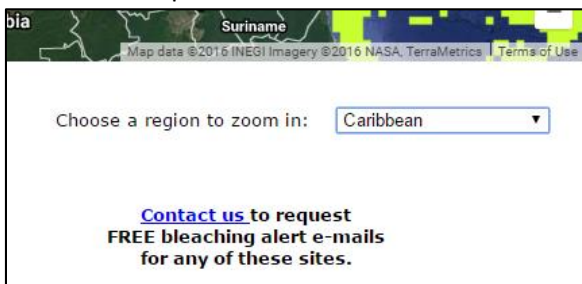 bia
Suriname
Map data ©2016 INEGI Imagery ©2016 NASA, TerraMetrics Terms of Use
Choose a region to zoom in: Caribbean
Contact us to request
FREE bleaching alert e-mails
for any of these sites.